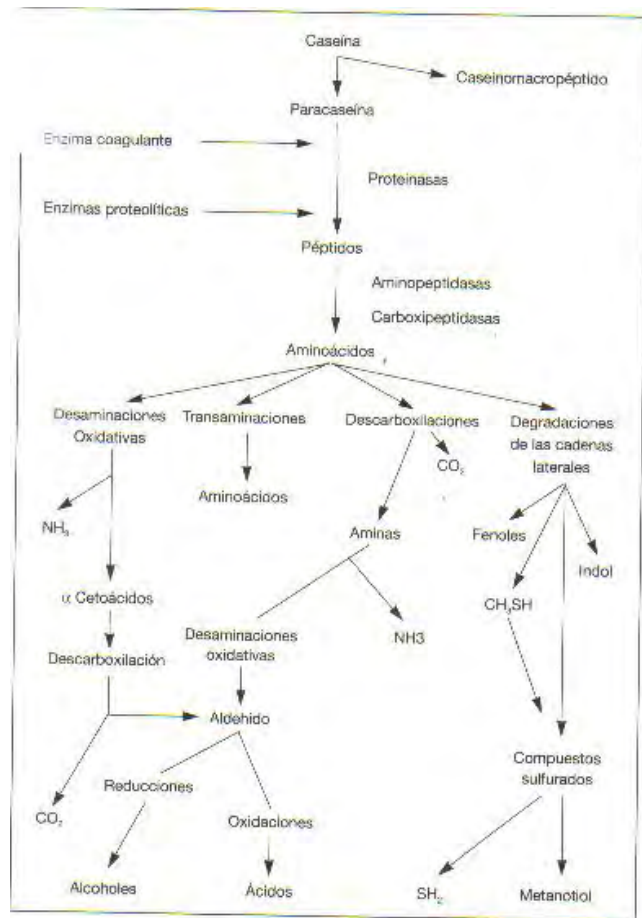 Caseína
Caseinomacropéptido
Paracaseína
Enzima coagulante
Proteinasas
Enzimas proteolíticas
Péptidos
Aminopeptidasas
Carboxipeptidasas
Aminoácidos
Desaminaciones
Oxidativas
Transaminaciones
Descarboxilaciones
Degradaciones
de las cadenas
laterales
CO₂
Aminoácidos
NH₃
Aminas
Fenoles
Indol
α Cetoácidos
CH₃SH
Desaminaciones
oxidativas
NH3
Descarboxilación
Aldehido
Compuestos
sulfurados
Reducciones
CO₂
Oxidaciones
Alcoholes
Ácidos
SH₂
Metanotiol